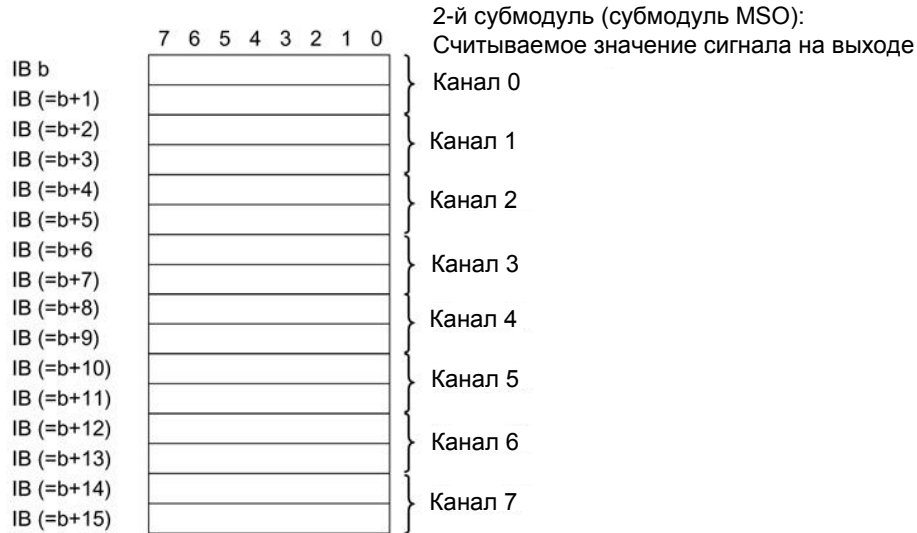 2-й субмодуль (субмодуль MSO):
Считываемое значение сигнала на выходе
7 6 5 4 3 2 1 0
IB b
IB (=b+1)
Канал 0
IB (=b+2)
IB (=b+3)
Канал 1
IB (=b+4)
IB (=b+5)
Канал 2
IB (=b+6
IB (=b+7)
Канал 3
IB (=b+8)
IB (=b+9)
Канал 4
IB (=b+10)
IB (=b+11)
Канал 5
IB (=b+12)
IB (=b+13)
Канал 6
IB (=b+14)
IB (=b+15)
Канал 7